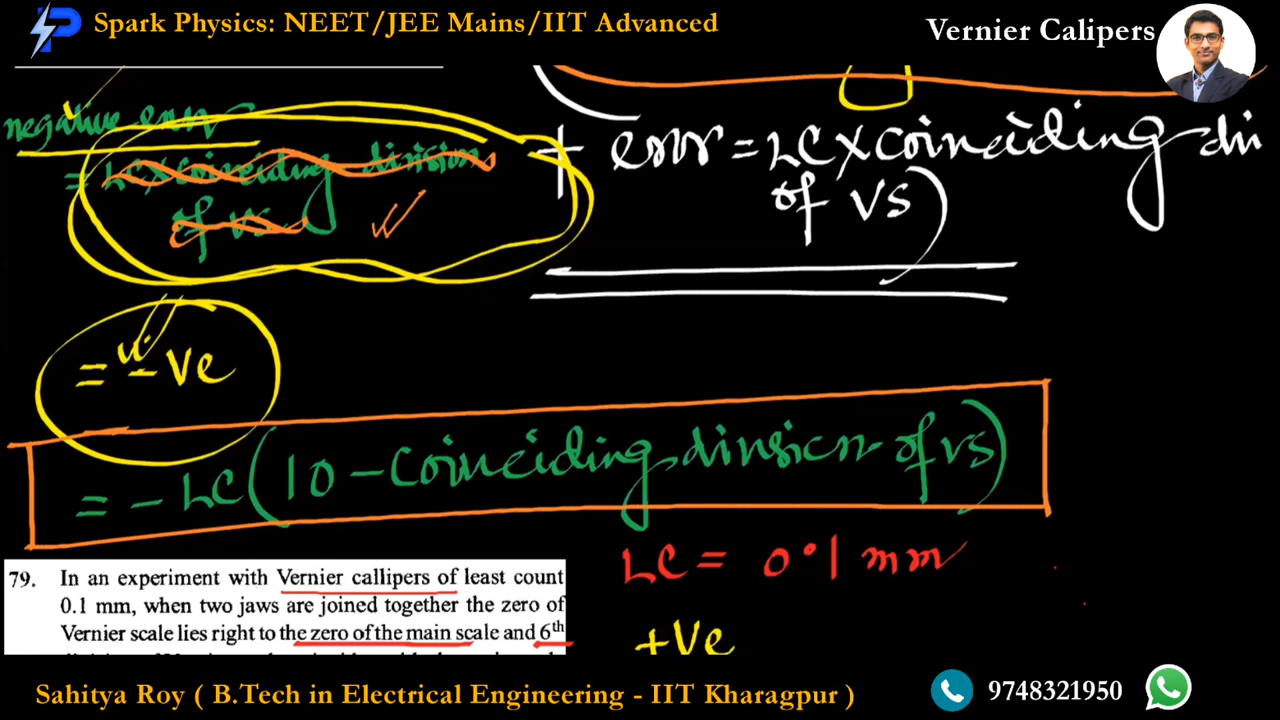 Spark Physics: NEET/JEE Mains/IIT Advanced
Vernier Calipers
negative error
= LC X Coinciding division
of VS
+ error = LC X Coinciding div
of VS)
= -Ve
= - LC (10 - Coinciding division of VS)
LC = 0.1 mm
+Ve
79. In an experiment with Vernier callipers of least count
0.1 mm, when two jaws are joined together the zero of
Vernier scale lies right to the zero of the main scale and 6th
Sahitya Roy ( B.Tech in Electrical Engineering - IIT Kharagpur )
9748321950